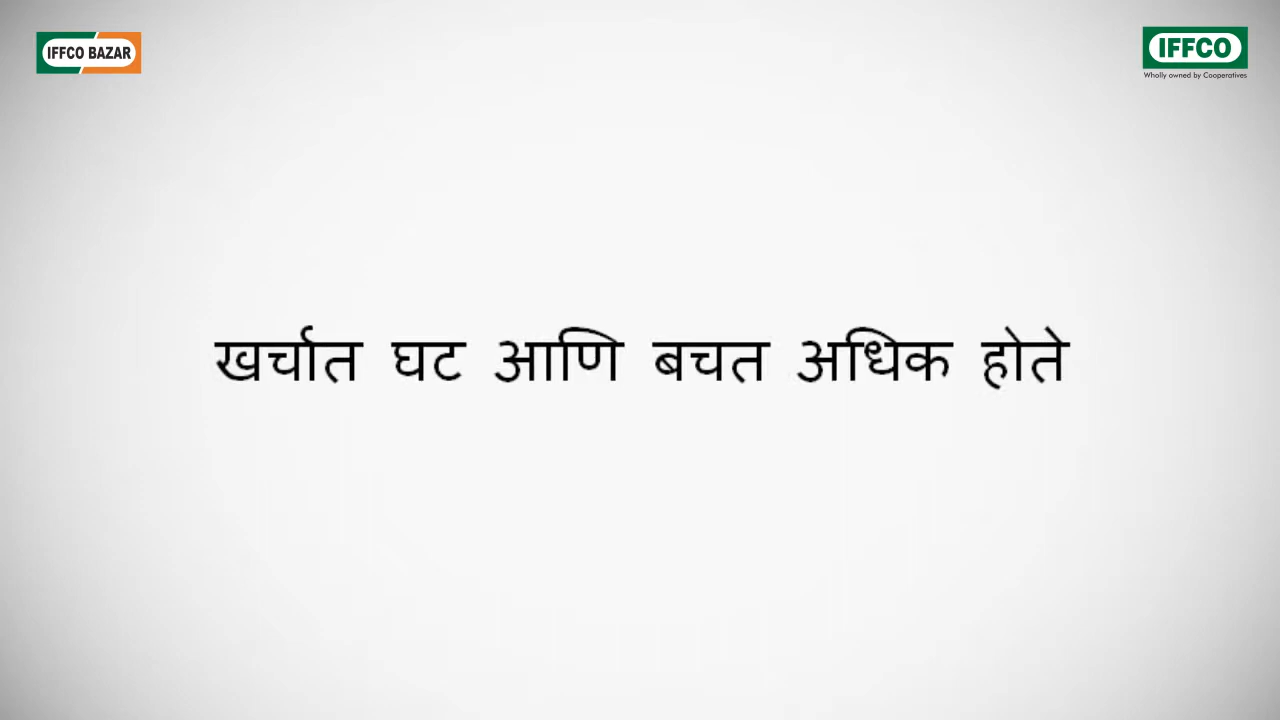 IFFCO BAZAR
IFFCO
Wholly owned by Cooperatives
खर्चात घट आणि बचत अधिक होते